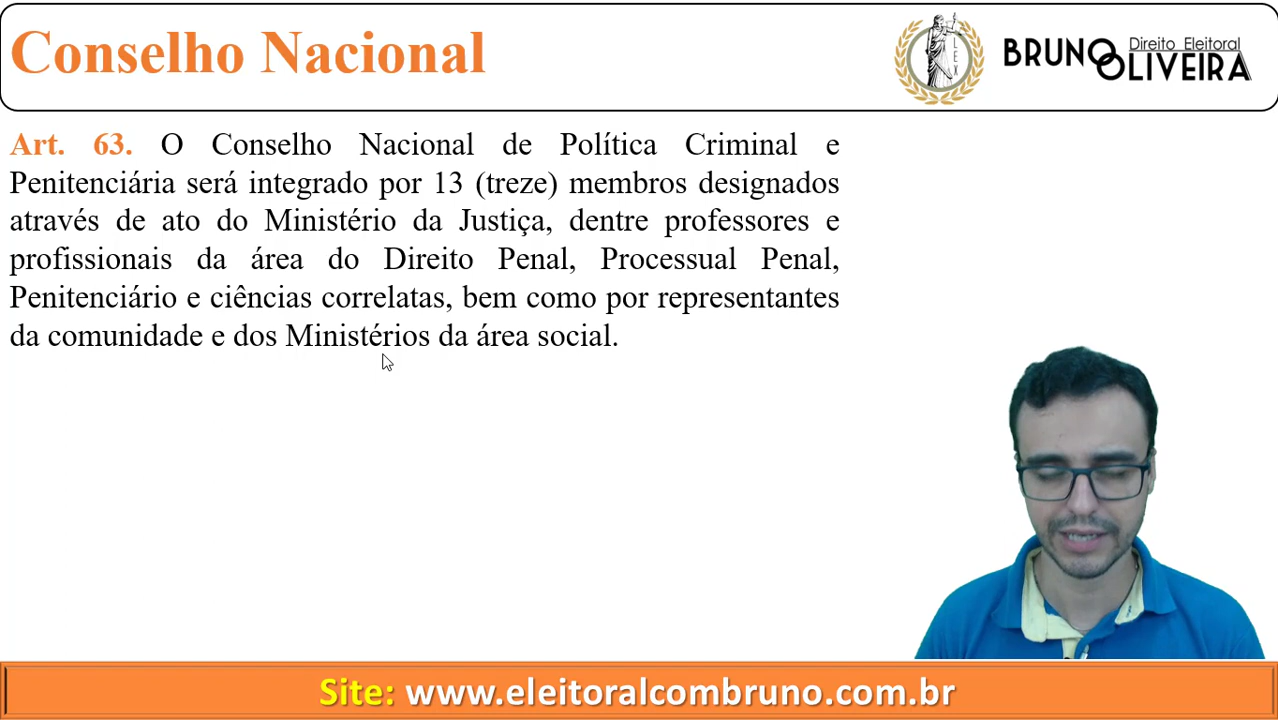 Conselho Nacional
LEX
BRUNO
Direito Eleitoral
OLIVEIRA
Art. 63. O Conselho Nacional de Política Criminal e
Penitenciária será integrado por 13 (treze) membros designados
através de ato do Ministério da Justiça, dentre professores e
profissionais da área do Direito Penal, Processual Penal,
Penitenciário e ciências correlatas, bem como por representantes
da comunidade e dos Ministérios da área social.
Site: www.eleitoralcombruno.com.br